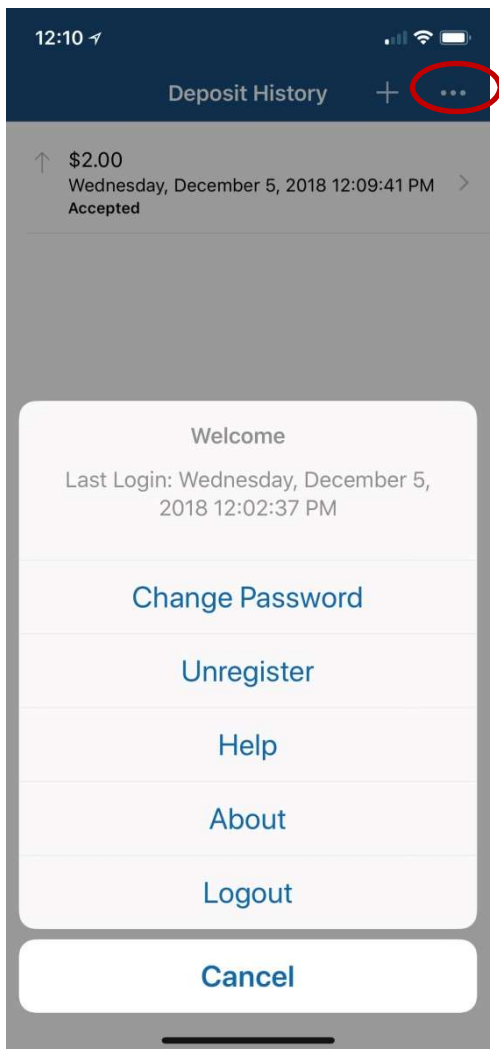 12:10
Deposit History
$2.00
Wednesday, December 5, 2018 12:09:41 PM
Accepted
Welcome
Last Login: Wednesday, December 5,
2018 12:02:37 PM
Change Password
Unregister
Help
About
Logout
Cancel